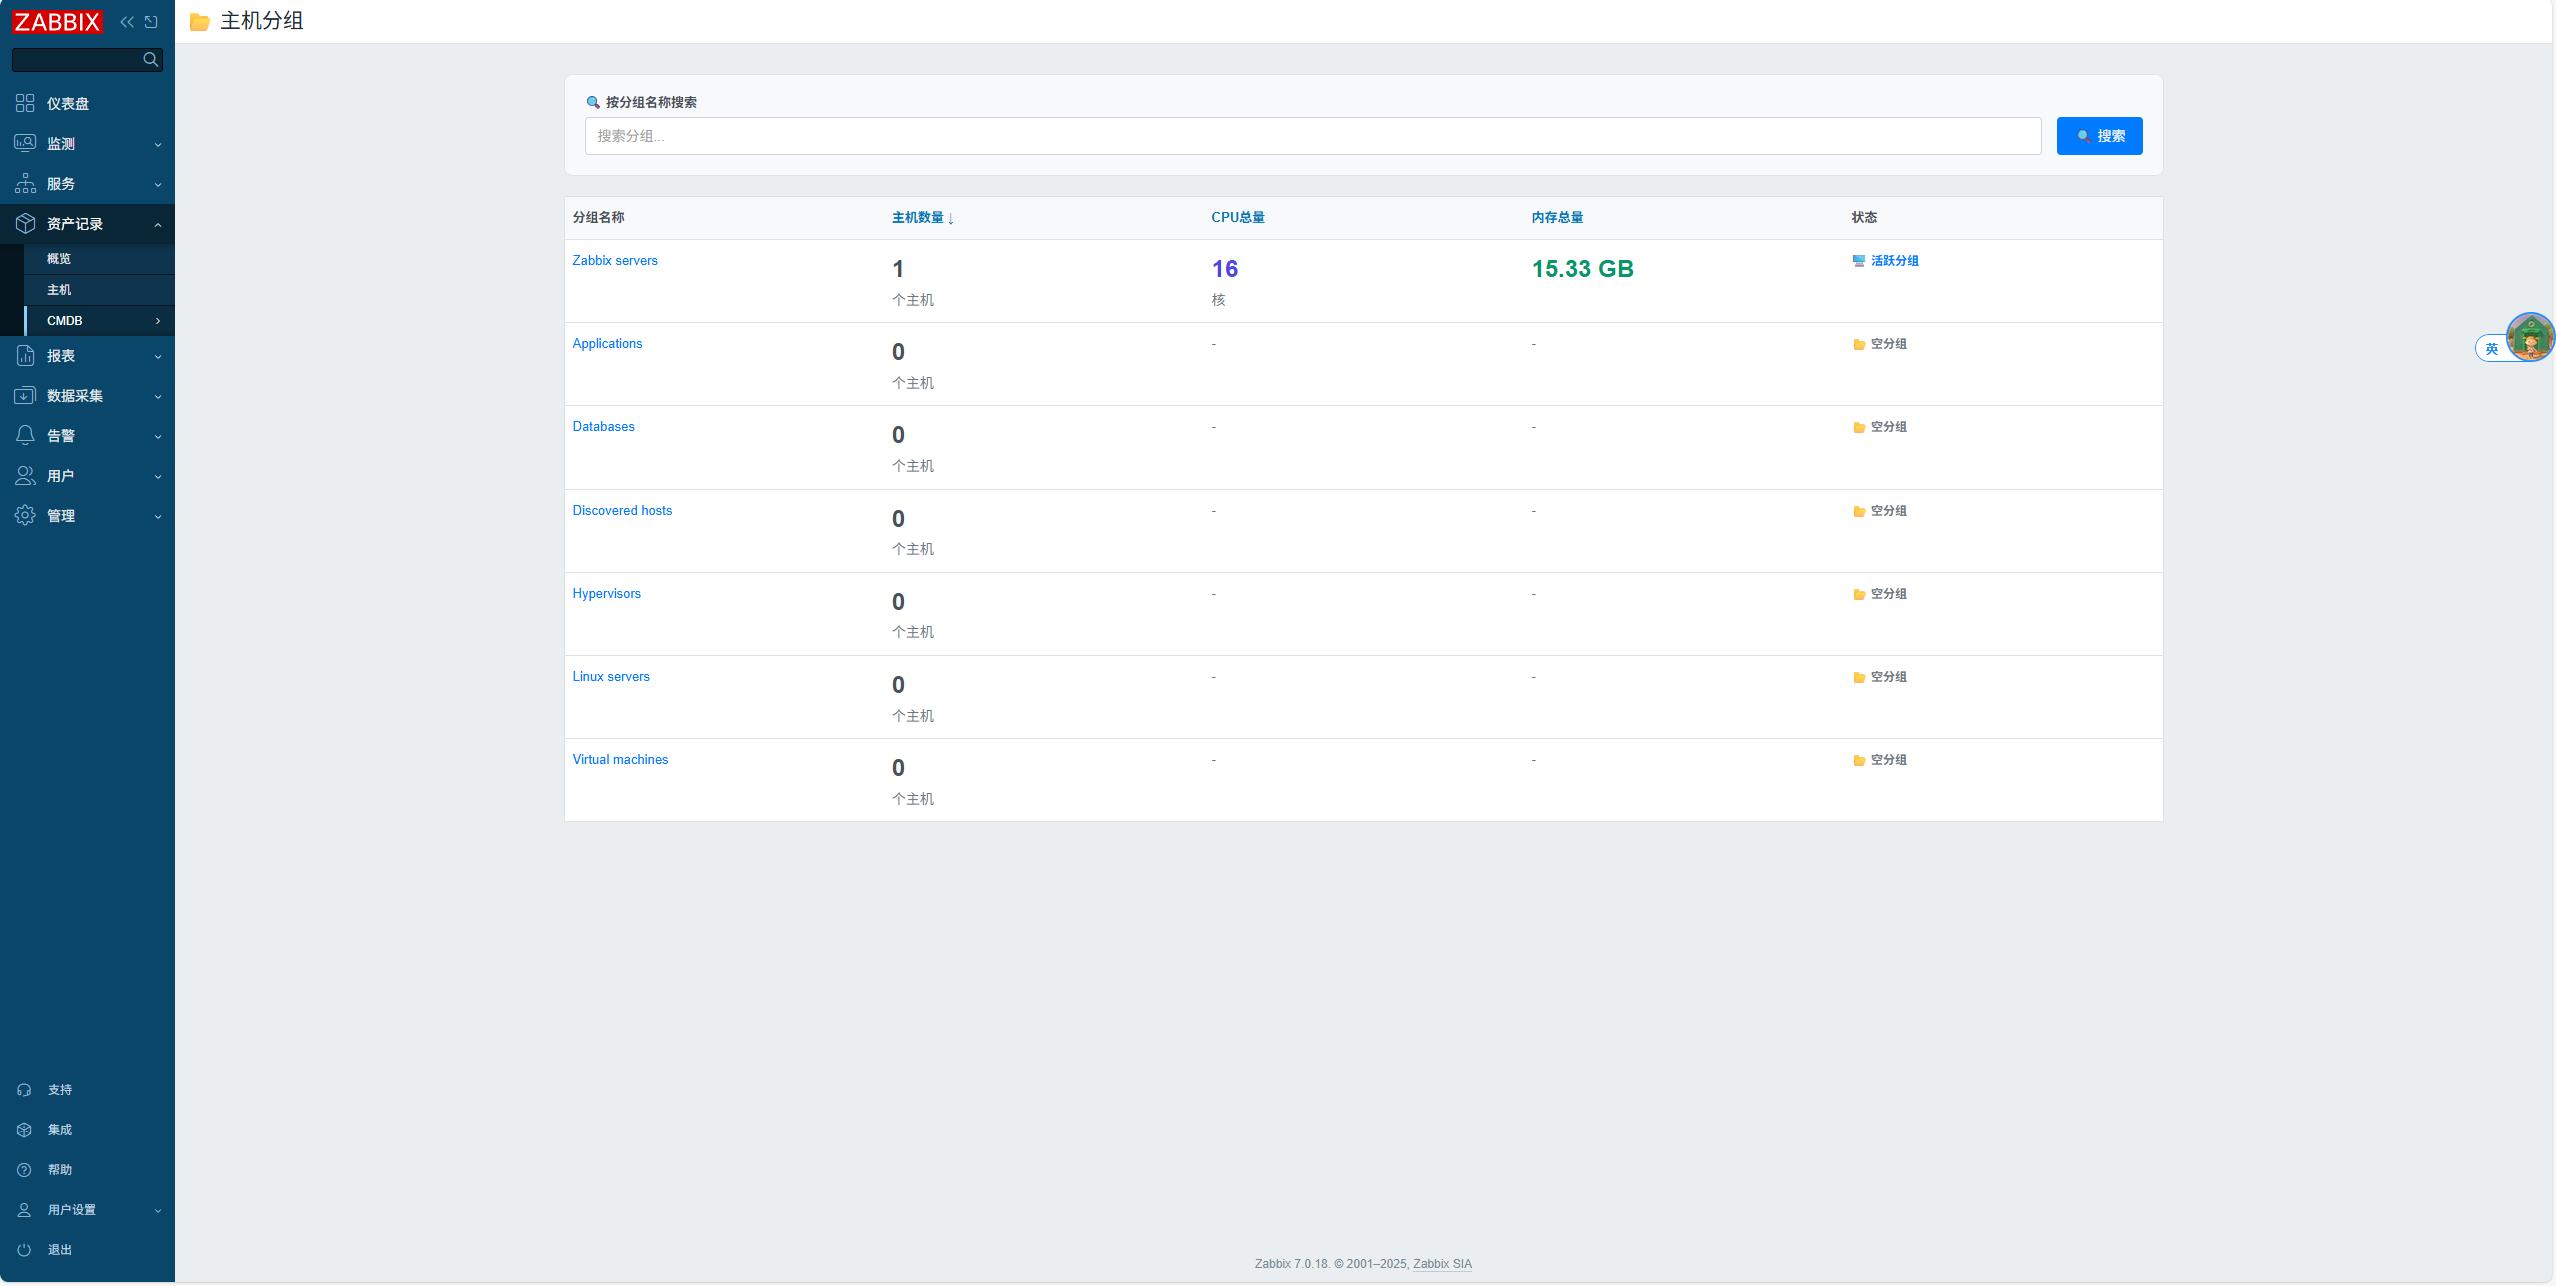 ZABBIX
仪表盘
监测
服务
资产记录
概览
主机
CMDB
报表
数据采集
告警
用户
管理
支持
集成
帮助
用户设置
退出
主机分组
按分组名称搜索
搜索分组...
搜索
分组名称 主机数量↓ CPU总量 内存总量 状态
Zabbix servers 1 16 15.33 GB 活跃分组
个主机 核
Applications 0 - - 空分组
个主机
Databases 0 - - 空分组
个主机
Discovered hosts 0 - - 空分组
个主机
Hypervisors 0 - - 空分组
个主机
Linux servers 0 - - 空分组
个主机
Virtual machines 0 - - 空分组
个主机
英
Zabbix 7.0.18. © 2001–2025, Zabbix SIA